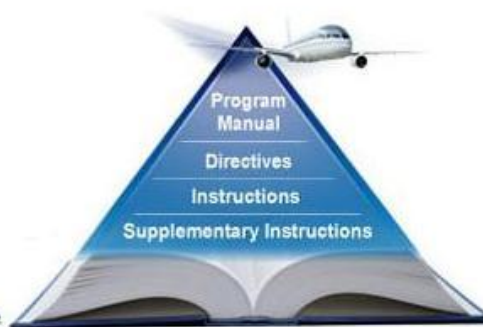 Program
Manual
Directives
Instructions
Supplementary Instructions